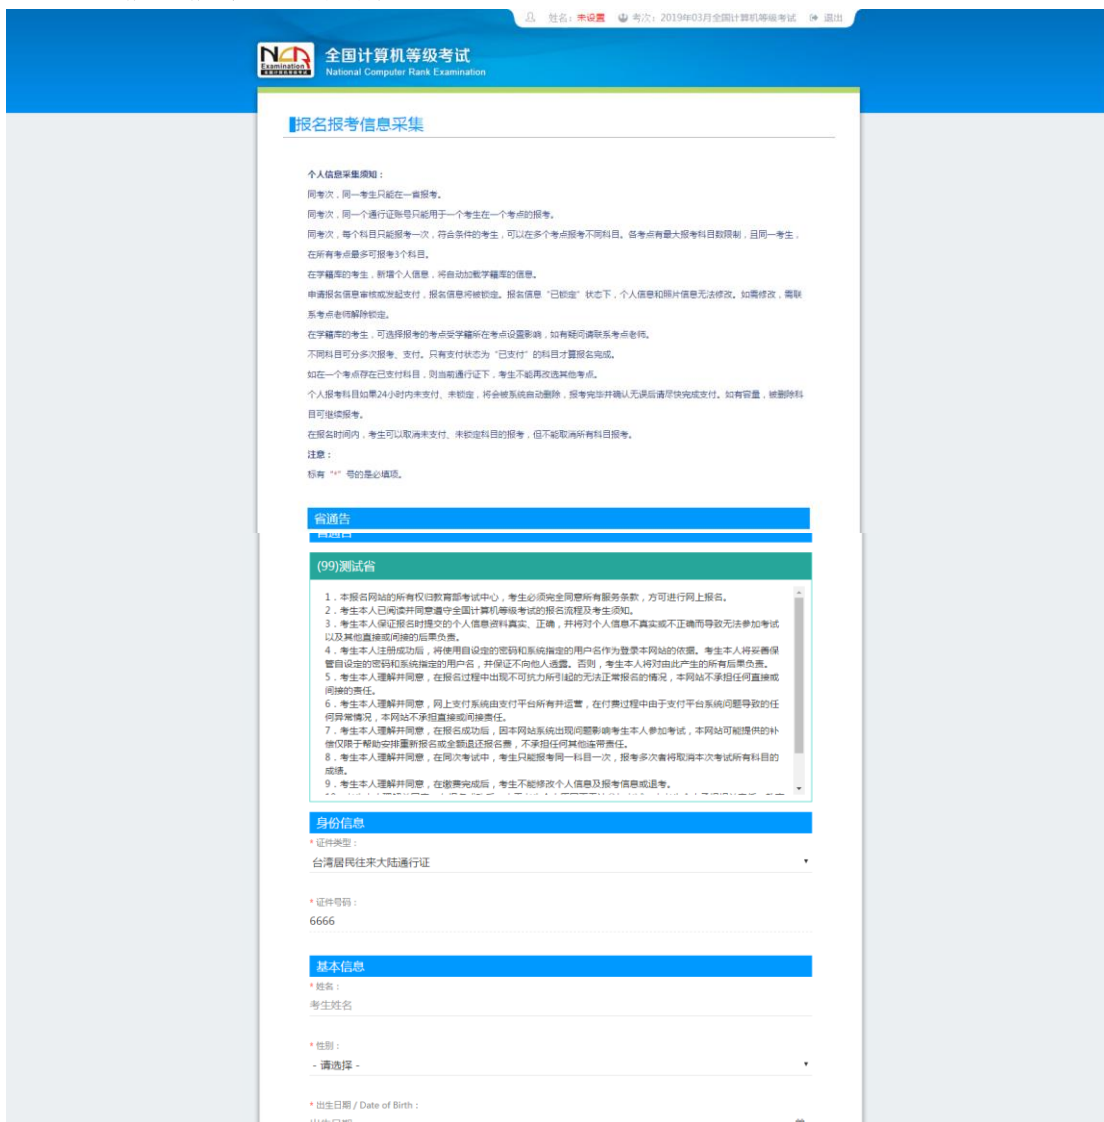 姓名：未设置 考次：2019年03月全国计算机等级考试 退出
NCR
Examination
全国计算机等级考试
National Computer Rank Examination
报名报考信息采集
个人信息采集须知：
同考次，同一考生只能在一省报考。
同考次，同一个通行证账号只能用于一个考生在一个考点的报考。
同考次，每个科目只能报考一次，符合条件的考生，可以在多个考点报考不同科目。各考点有最大报考科目数限制，且同一考生，
在所有考点最多可报考3个科目。
在学籍库的考生，新增个人信息，将自动加载学籍库的信息。
申请报名信息审核或发起支付，报名信息将被锁定。报名信息“已锁定”状态下，个人信息和照片信息无法修改。如需修改，需联
系考点老师解除锁定。
在学籍库的考生，可选择报考的考点受学籍所在考点设置影响，如有疑问请联系考点老师。
不同科目可分多次报考、支付。只有支付状态为“已支付”的科目才算报名完成。
如在一个考点存在已支付科目，则当前通行证下，考生不能再改选其他考点。
个人报考科目如果24小时内未支付、未锁定，将会被系统自动删除，报考完毕并确认无误后请尽快完成支付。如有容量，被删除科
目可继续报考。
在报名时间内，考生可以取消未支付、未锁定科目的报考，但不能取消所有科目报考。
注意：
标有“*”号的是必填项。
省通告
省通告
(99)测试省
1．本报名网站的所有权归教育部考试中心，考生必须完全同意所有服务条款，方可进行网上报名。
2．考生本人已阅读并同意遵守全国计算机等级考试的报名流程及考生须知。
3．考生本人保证报名时提交的个人信息资料真实、正确，并将对个人信息不真实或不正确而导致无法参加考试
以及其他直接或间接的后果负责。
4．考生本人注册成功后，将使用自设定的密码和系统指定的用户名作为登录本网站的依据。考生本人将妥善保
管自设定的密码和系统指定的用户名，并保证不向他人透露。否则，考生本人将对由此产生的所有后果负责。
5．考生本人理解并同意，在报名过程中出现不可抗力所引起的无法正常报名的情况，本网站不承担任何直接或
间接的责任。
6．考生本人理解并同意，网上支付系统由支付平台所有并运营，在付费过程中由于支付平台系统问题导致的任
何异常情况，本网站不承担直接或间接责任。
7．考生本人理解并同意，在报名成功后，因本网站系统出现问题影响考生本人参加考试，本网站可能提供的补
偿仅限于帮助安排重新报名或全额退还报名费，不承担任何其他连带责任。
8．考生本人理解并同意，在同次考试中，考生只能报考同一科目一次，报考多次者将取消本次考试所有科目的
成绩。
9．考生本人理解并同意，在缴费完成后，考生不能修改个人信息及报考信息或退考。
身份信息
* 证件类型：
台湾居民往来大陆通行证
* 证件号码：
6666
基本信息
* 姓名：
考生姓名
* 性别：
- 请选择 -
* 出生日期 / Date of Birth：
出生日期